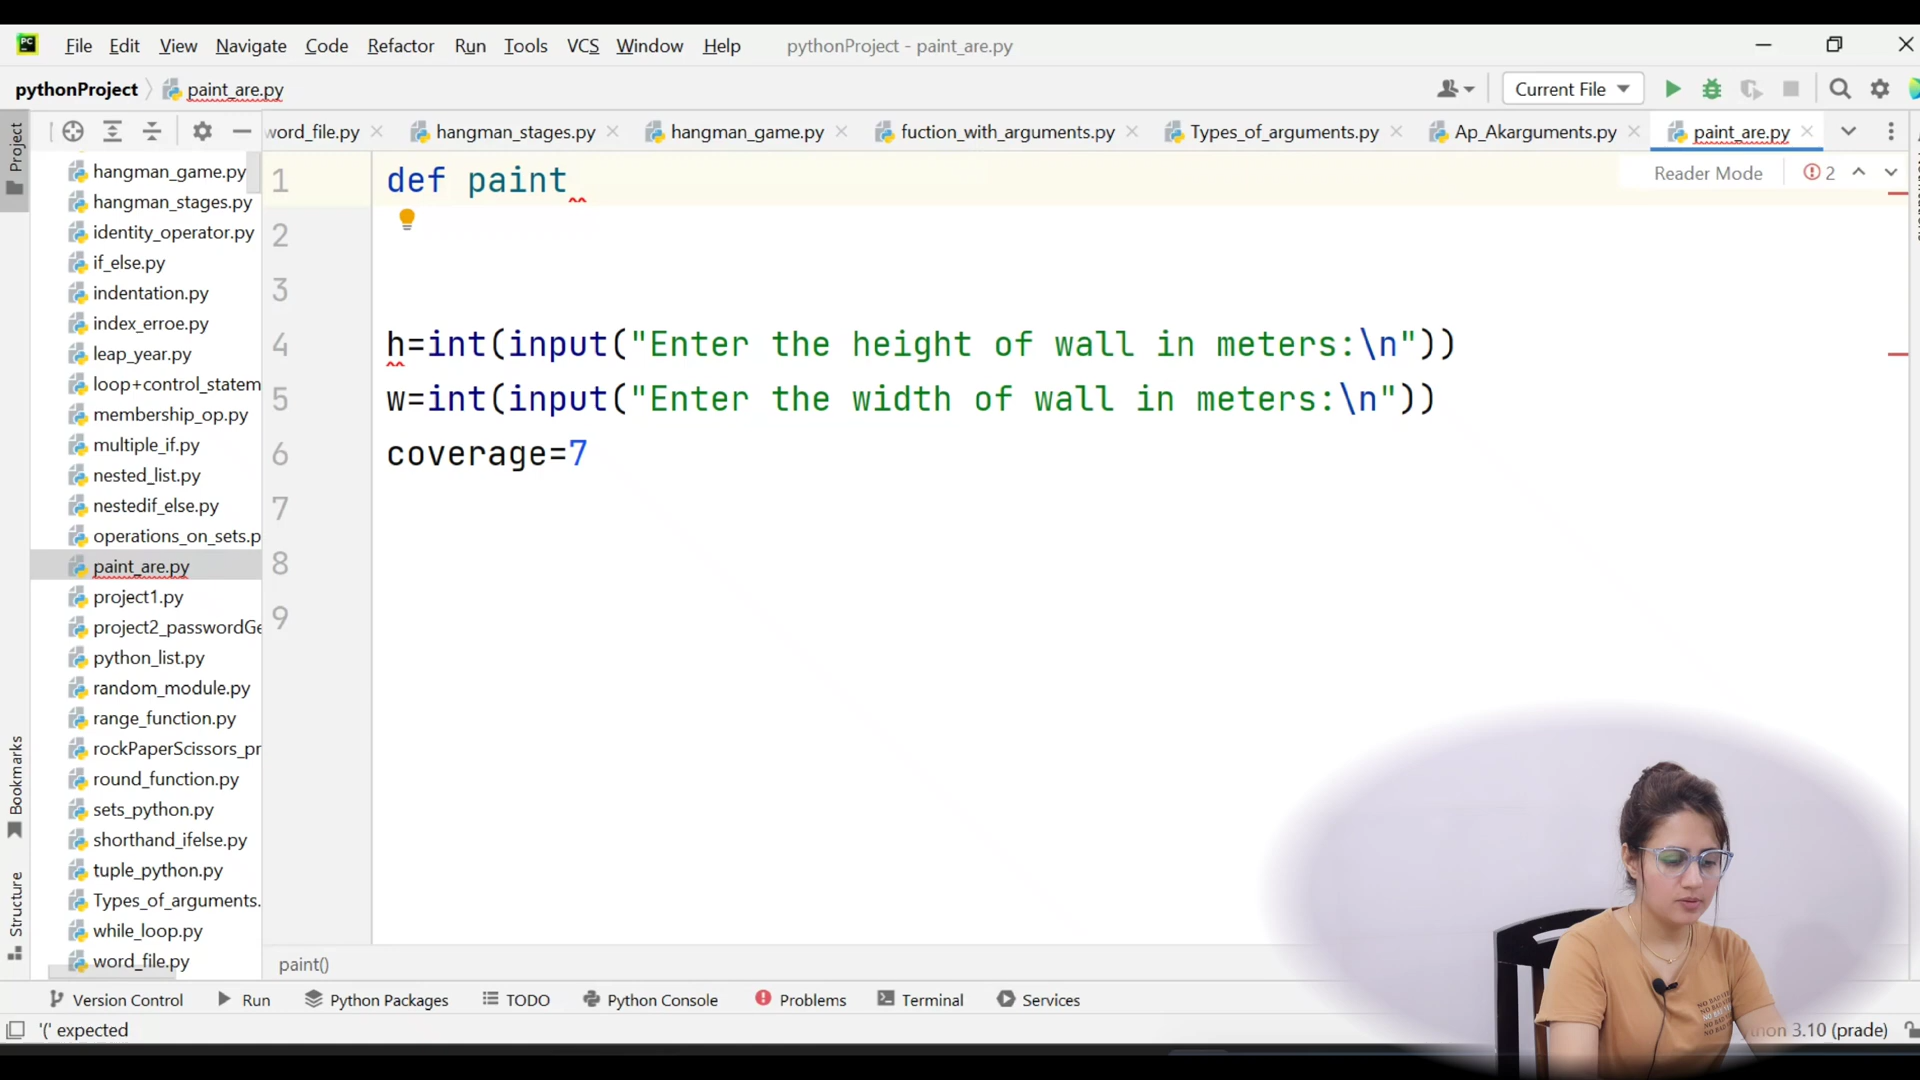 PC
File Edit View Navigate Code Refactor Run Tools VCS Window Help pythonProject - paint_are.py
pythonProject paint_are.py Current File
Project
word_file.py hangman_stages.py hangman_game.py fuction_with_arguments.py Types_of_arguments.py Ap_Akarguments.py paint_are.py
hangman_game.py
hangman_stages.py
identity_operator.py
if_else.py
indentation.py
index_erroe.py
leap_year.py
loop+control_statem
membership_op.py
multiple_if.py
nested_list.py
nestedif_else.py
operations_on_sets.p
paint_are.py
project1.py
project2_passwordGe
python_list.py
random_module.py
range_function.py
rockPaperScissors_pr
round_function.py
sets_python.py
shorthand_ifelse.py
tuple_python.py
Types_of_arguments.
while_loop.py
word_file.py
Bookmarks
Structure
Reader Mode 2
1 def paint
2
3
4 h=int(input("Enter the height of wall in meters:\n"))
5 w=int(input("Enter the width of wall in meters:\n"))
6 coverage=7
7
8
9
paint()
Version Control Run Python Packages TODO Python Console Problems Terminal Services
'(' expected
3.10 (prade)